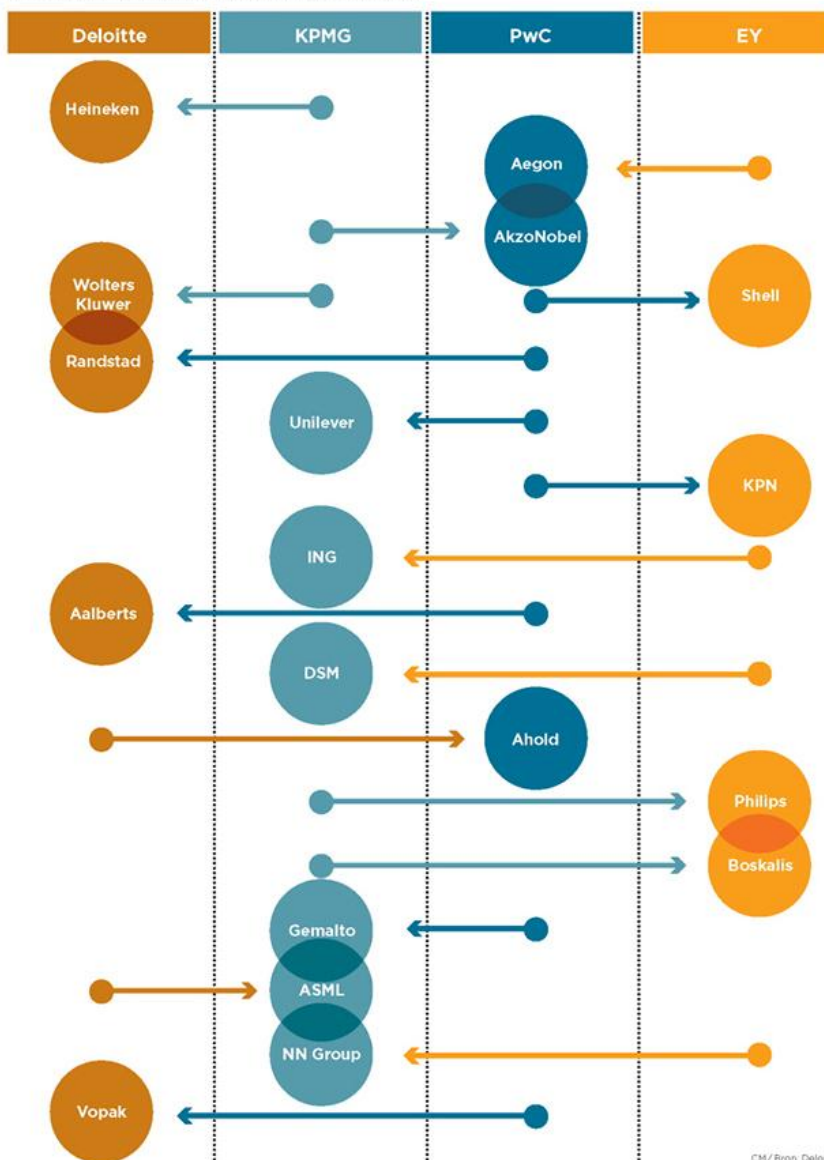 Deloitte KPMG PwC EY
Heineken
Aegon
AkzoNobel
Wolters
Kluwer
Shell
Randstad
Unilever
KPN
ING
Aalberts
DSM
Ahold
Philips
Boskalis
Gemalto
ASML
NN Group
Vopak
CM/ Bron: